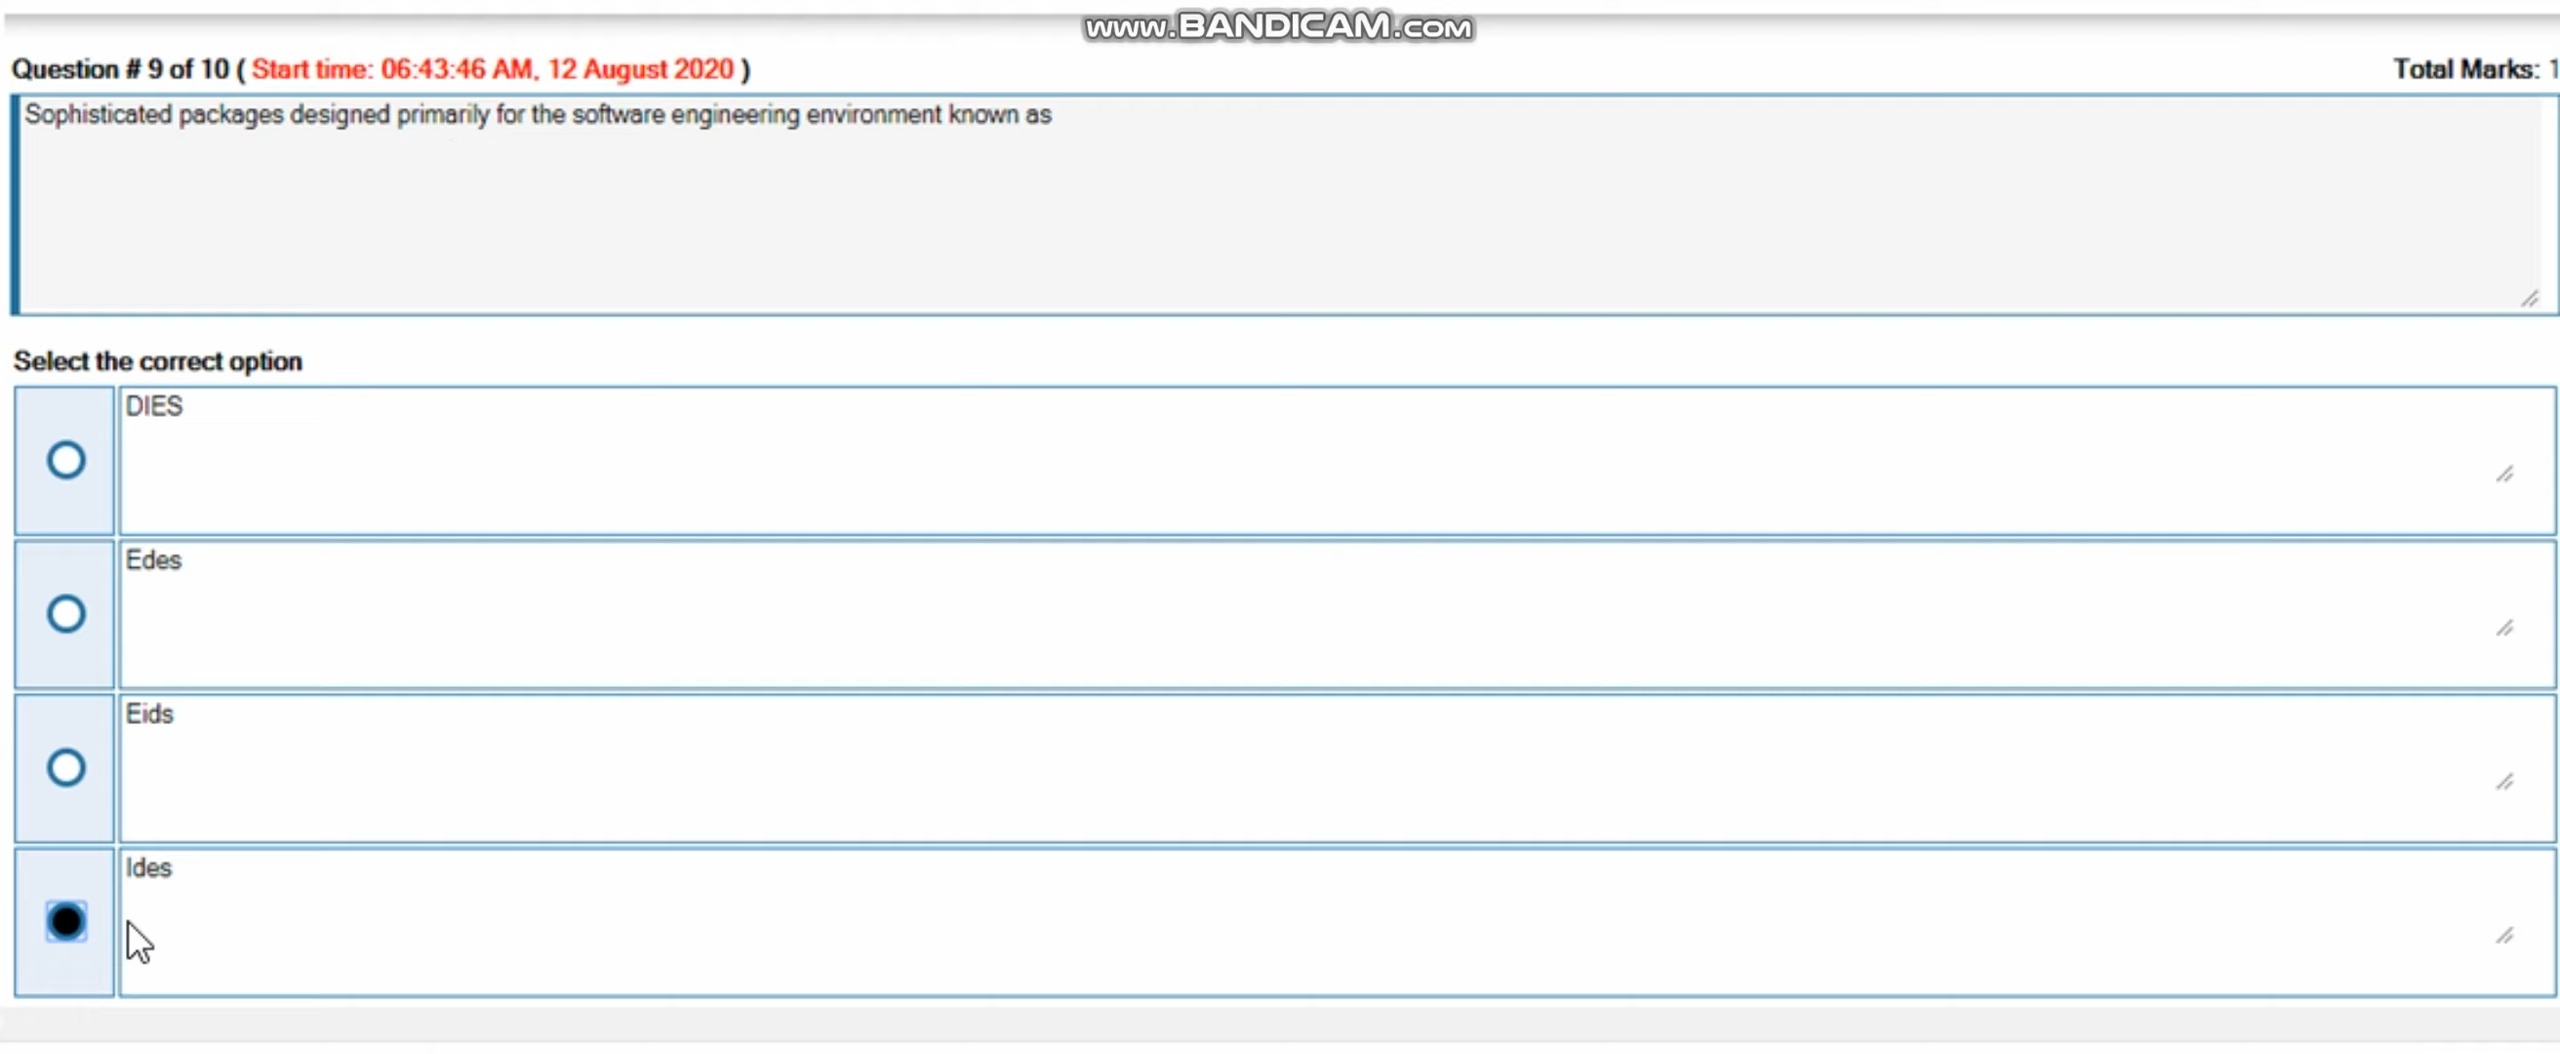 www.BANDICAM.com
Question # 9 of 10 ( Start time: 06:43:46 AM, 12 August 2020 ) Total Marks: 1
Sophisticated packages designed primarily for the software engineering environment known as
Select the correct option
DIES
Edes
Eids
Ides